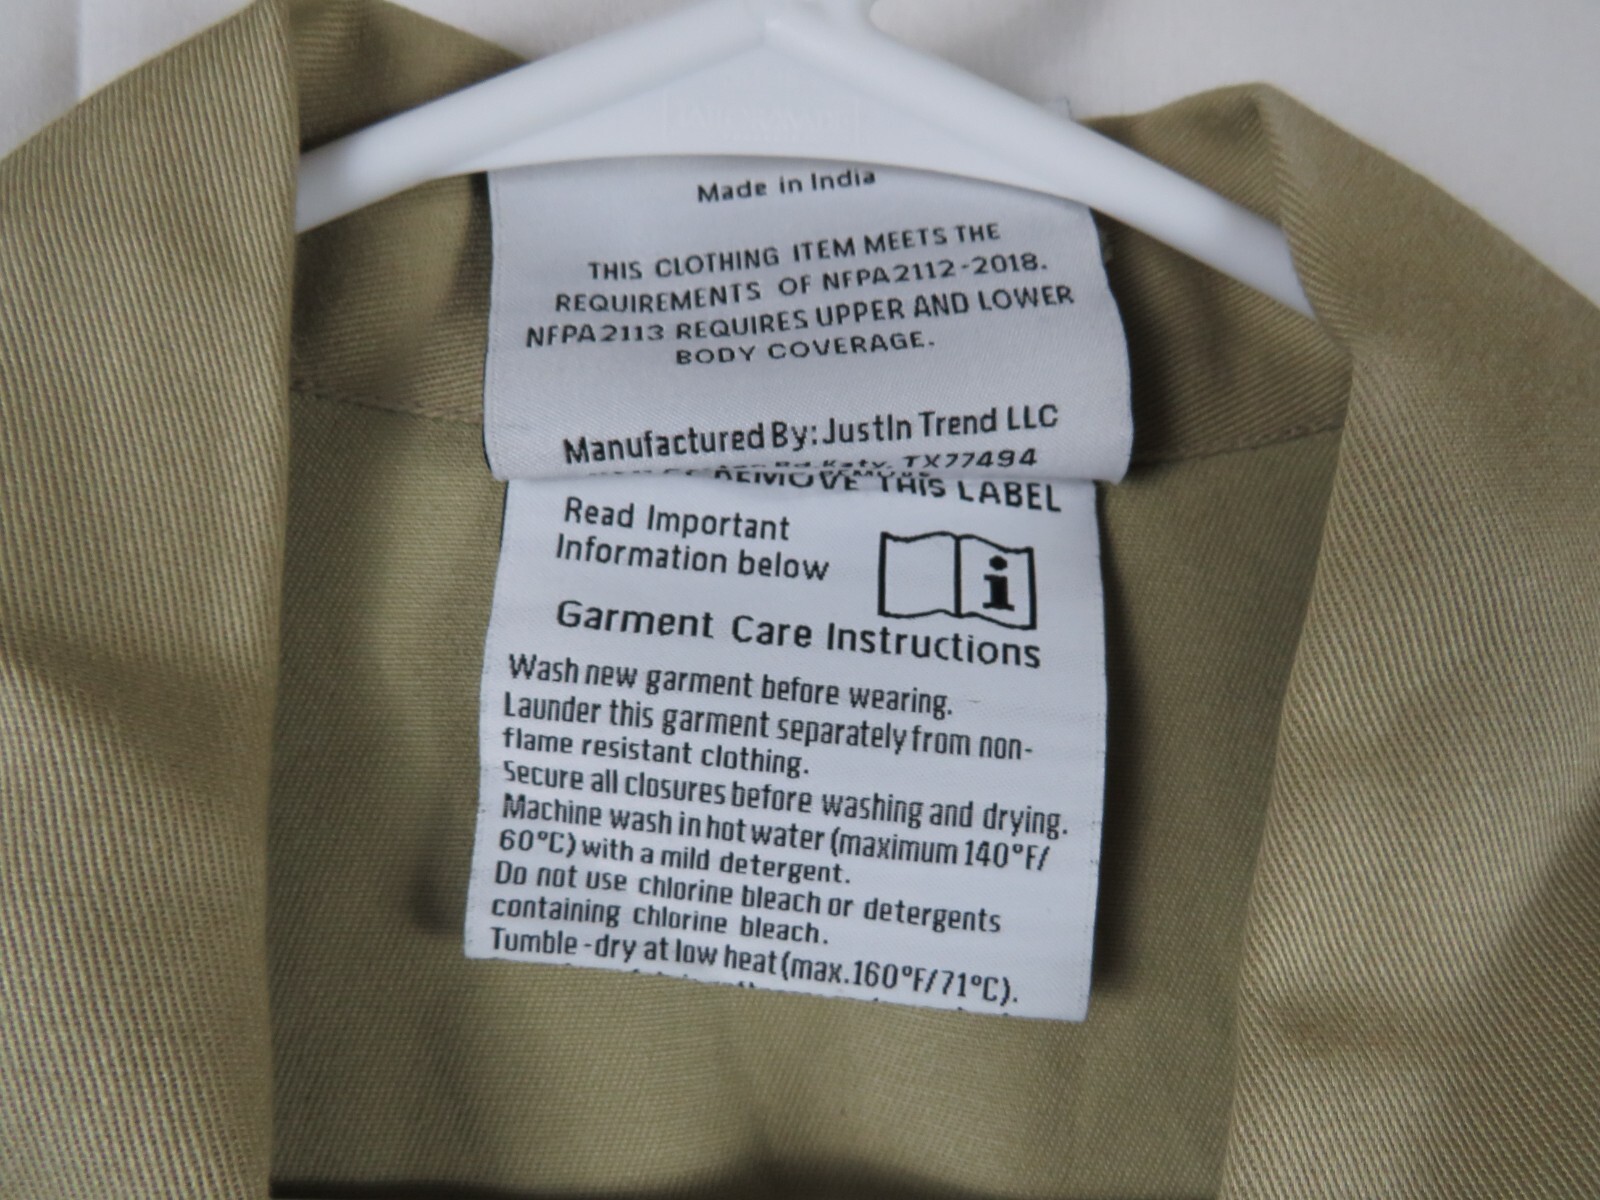 Made in India
THIS CLOTHING ITEM MEETS THE
REQUIREMENTS OF NFPA2112-2018.
NFPA2113 REQUIRES UPPER AND LOWER
BODY COVERAGE.
Manufactured By: JustIn Trend LLC
Rd. Katy, TX77494
REMOVE THIS LABEL
Read Important
Information below
i
Garment Care Instructions
Wash new garment before wearing.
Launder this garment separately from non-
flame resistant clothing.
Secure all closures before washing and drying.
Machine wash in hot water (maximum 140°F/
60°C) with a mild detergent.
Do not use chlorine bleach or detergents
containing chlorine bleach.
Tumble-dry at low heat (max.160°F/71°C).